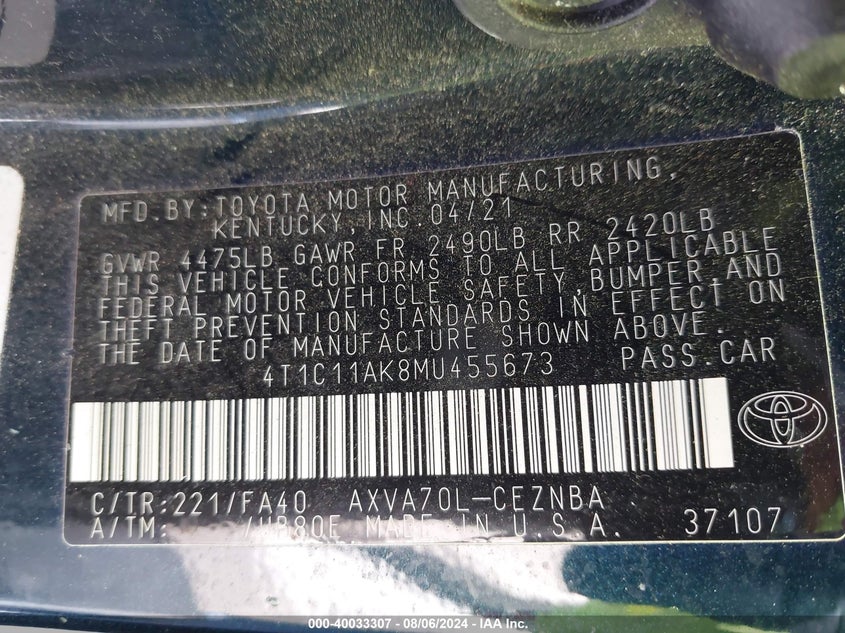 MFD.BY:TOYOTA MOTOR MANUFACTURING,
KENTUCKY,INC.04/21
GVWR 4475LB GAWR FR 2490LB RR 2420LB
THIS VEHICLE CONFORMS TO ALL APPLICABLE
FEDERAL MOTOR VEHICLE SAFETY,BUMPER,AND
THEFT PREVENTION STANDARDS IN EFFECT ON
THE DATE OF MANUFACTURE SHOWN ABOVE.
4T1C11AK8MU455673 PASS.CAR
C/TR:221/FA40 AXVA70L-CEZNBA
A/TM: /UB80E MADE IN U.S.A. 37107
000-40033307 - 08/06/2024 - IAA Inc.